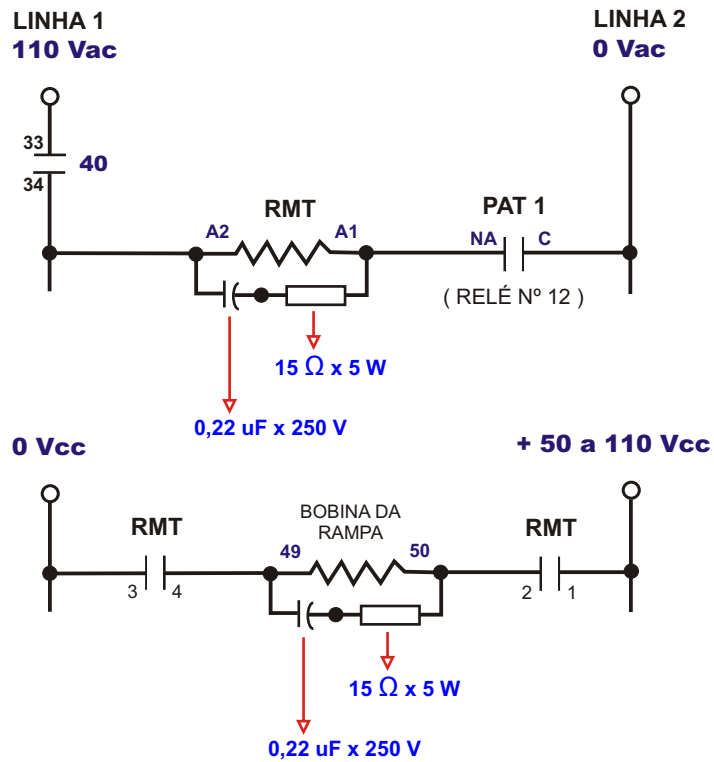 LINHA 1
110 Vac
LINHA 2
0 Vac
33
34
40
A2
RMT
A1
NA
PAT 1
C
( RELÉ Nº 12 )
15 Ω x 5 W
0,22 uF x 250 V
0 Vcc
+ 50 a 110 Vcc
RMT
3
4
49
BOBINA DA
RAMPA
50
RMT
2
1
15 Ω x 5 W
0,22 uF x 250 V